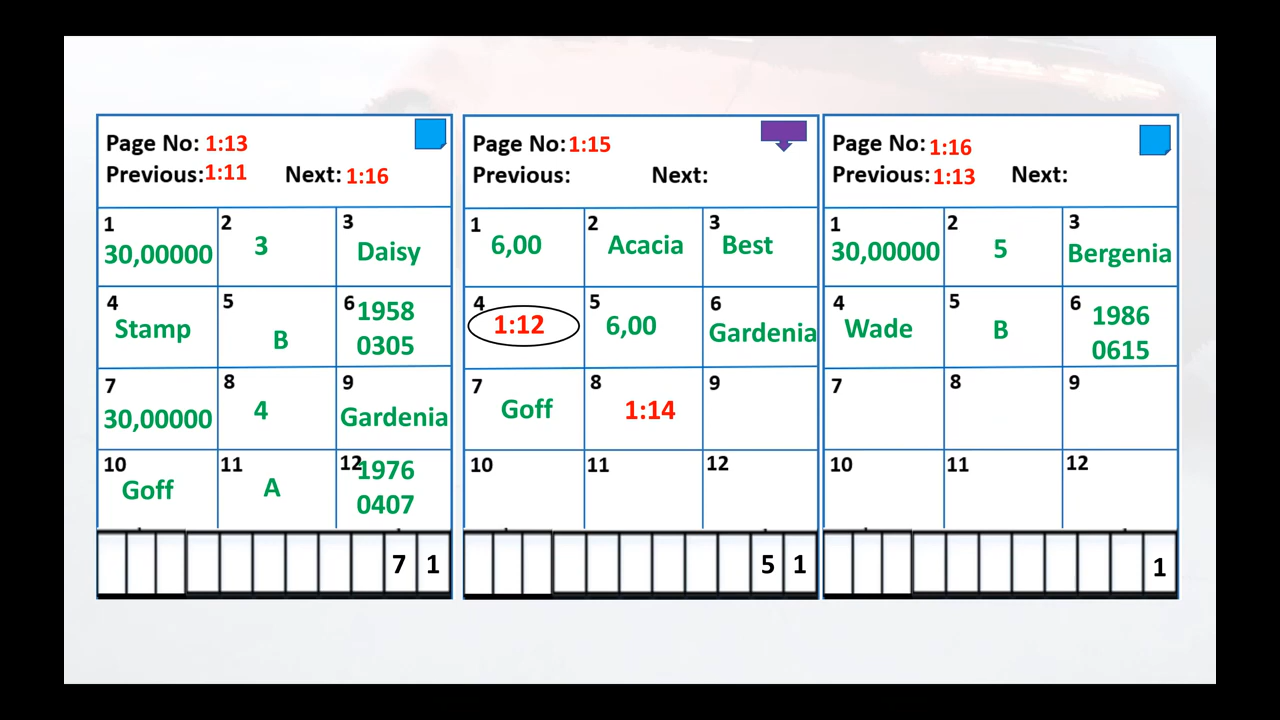 Page No: 1:13
Previous:1:11 Next: 1:16
1 2 3
30,00000 3 Daisy
4 5 6
Stamp B 1958
0305
7 8 9
30,00000 4 Gardenia
10 11 12
Goff A 1976
0407
7 1
Page No:1:15
Previous: Next:
1 2 3
6,00 Acacia Best
4 5 6
1:12 6,00 Gardenia
7 8 9
Goff 1:14
10 11 12
5 1
Page No: 1:16
Previous:1:13 Next:
1 2 3
30,00000 5 Bergenia
4 5 6
Wade B 1986
0615
7 8 9
10 11 12
1